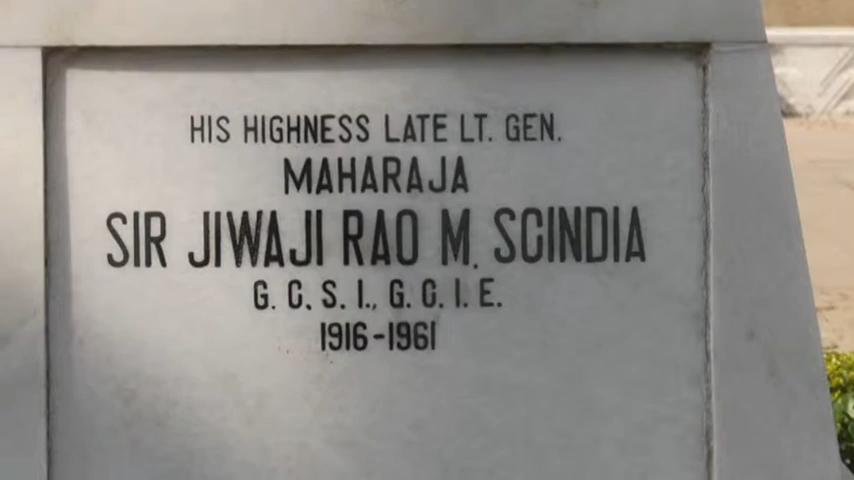 HIS HIGHNESS LATE LT. GEN.
MAHARAJA
SIR JIWAJI RAO M. SCINDIA
G. C. S. I., G. C. I. E.
1916-1961